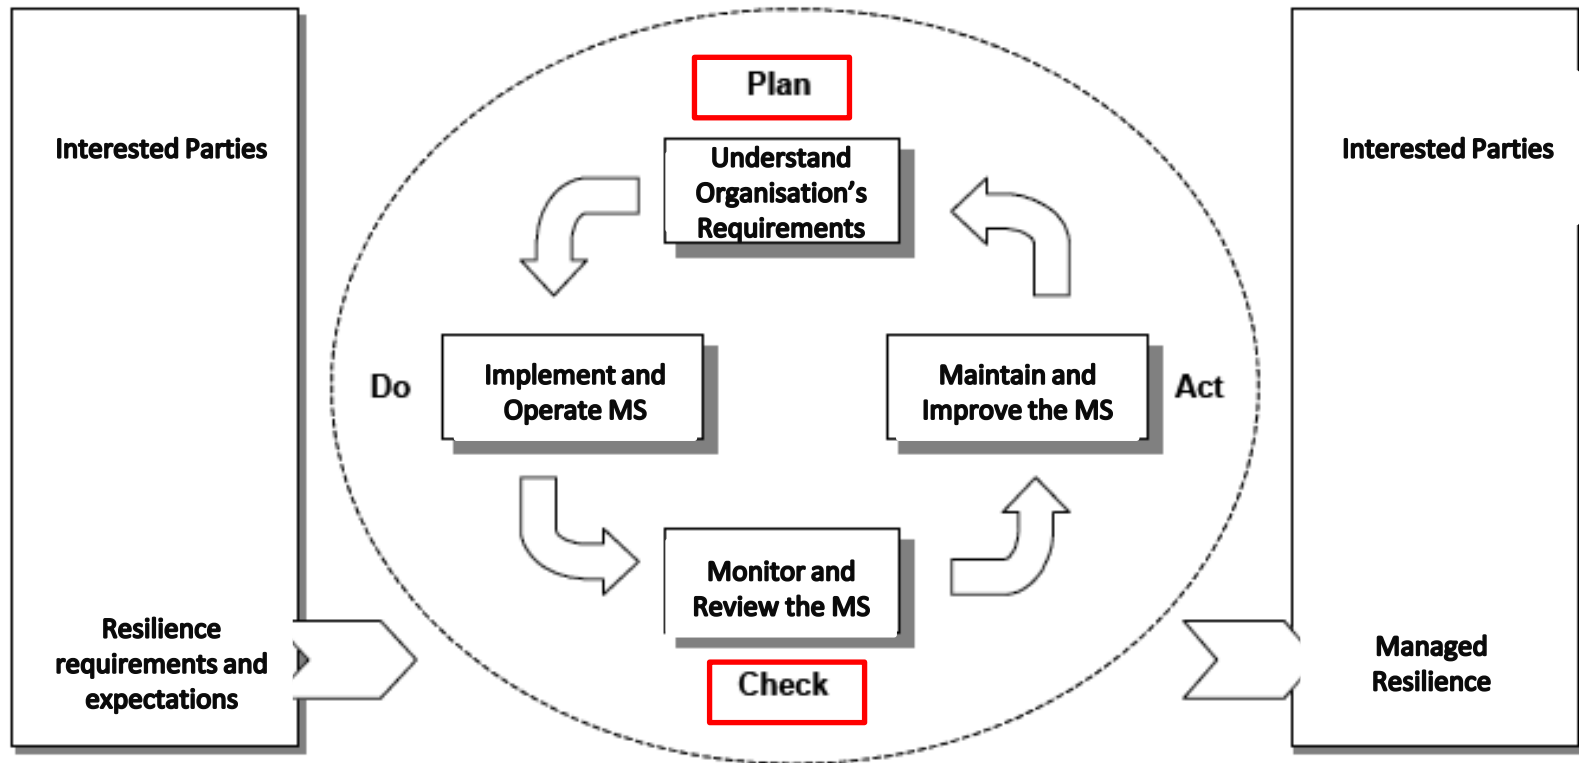 Interested Parties
Resilience
requirements and
expectations
Plan
Understand
Organisation's
Requirements
Do
Implement and
Operate MS
Maintain and
Improve the MS
Act
Monitor and
Review the MS
Check
Interested Parties
Managed
Resilience